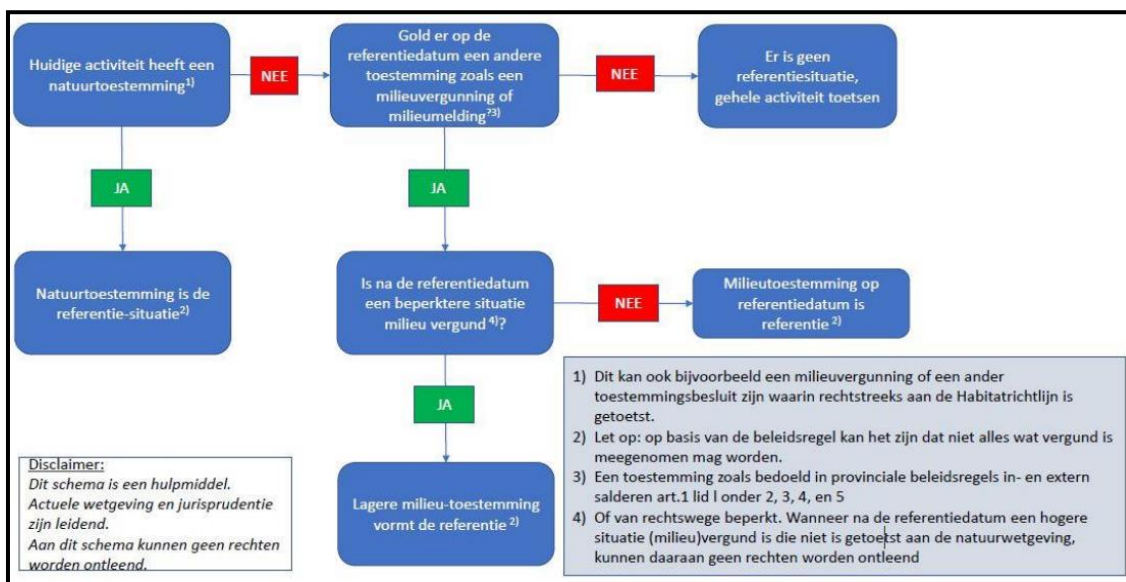 Huidige activiteit heeft een
natuurtoestemming1)
NEE
Gold er op de
referentiedatum een andere
toestemming zoals een
milieuvergunning of
milieumelding?3)
NEE
Er is geen
referentiesituatie,
gehele activiteit toetsen
JA
JA
Natuurtoestemming is de
referentie-situatie2)
Is na de referentiedatum
een beperktere situatie
milieu vergund 4)?
NEE
Milieutoestemming op
referentiedatum is
referentie 2)
JA
Lagere milieu-toestemming
vormt de referentie 2)
Disclaimer:
Dit schema is een hulpmiddel.
Actuele wetgeving en jurisprudentie
zijn leidend.
Aan dit schema kunnen geen rechten
worden ontleend.
1) Dit kan ook bijvoorbeeld een milieuvergunning of een ander
toestemmingsbesluit zijn waarin rechtstreeks aan de Habitatrichtlijn is
getoetst.
2) Let op: op basis van de beleidsregel kan het zijn dat niet alles wat vergund is
meegenomen mag worden.
3) Een toestemming zoals bedoeld in provinciale beleidsregels in- en extern
salderen art.1 lid l onder 2, 3, 4, en 5
4) Of van rechtswege beperkt. Wanneer na de referentiedatum een hogere
situatie (milieu)vergund is die niet is getoetst aan de natuurwetgeving,
kunnen daaraan geen rechten worden ontleend